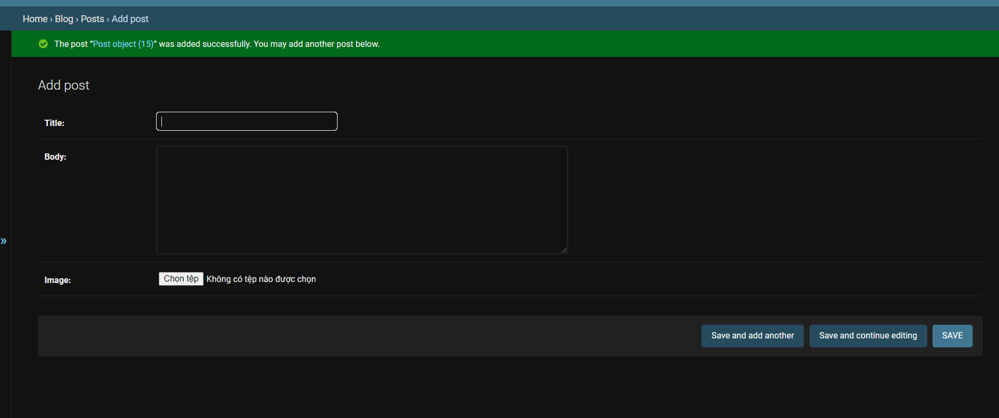 Home › Blog › Posts › Add post
The post “Post object (15)” was added successfully. You may add another post below.
Add post
Title:
Body:
»
Image: Chọn tệp Không có tệp nào được chọn
Save and add another Save and continue editing SAVE